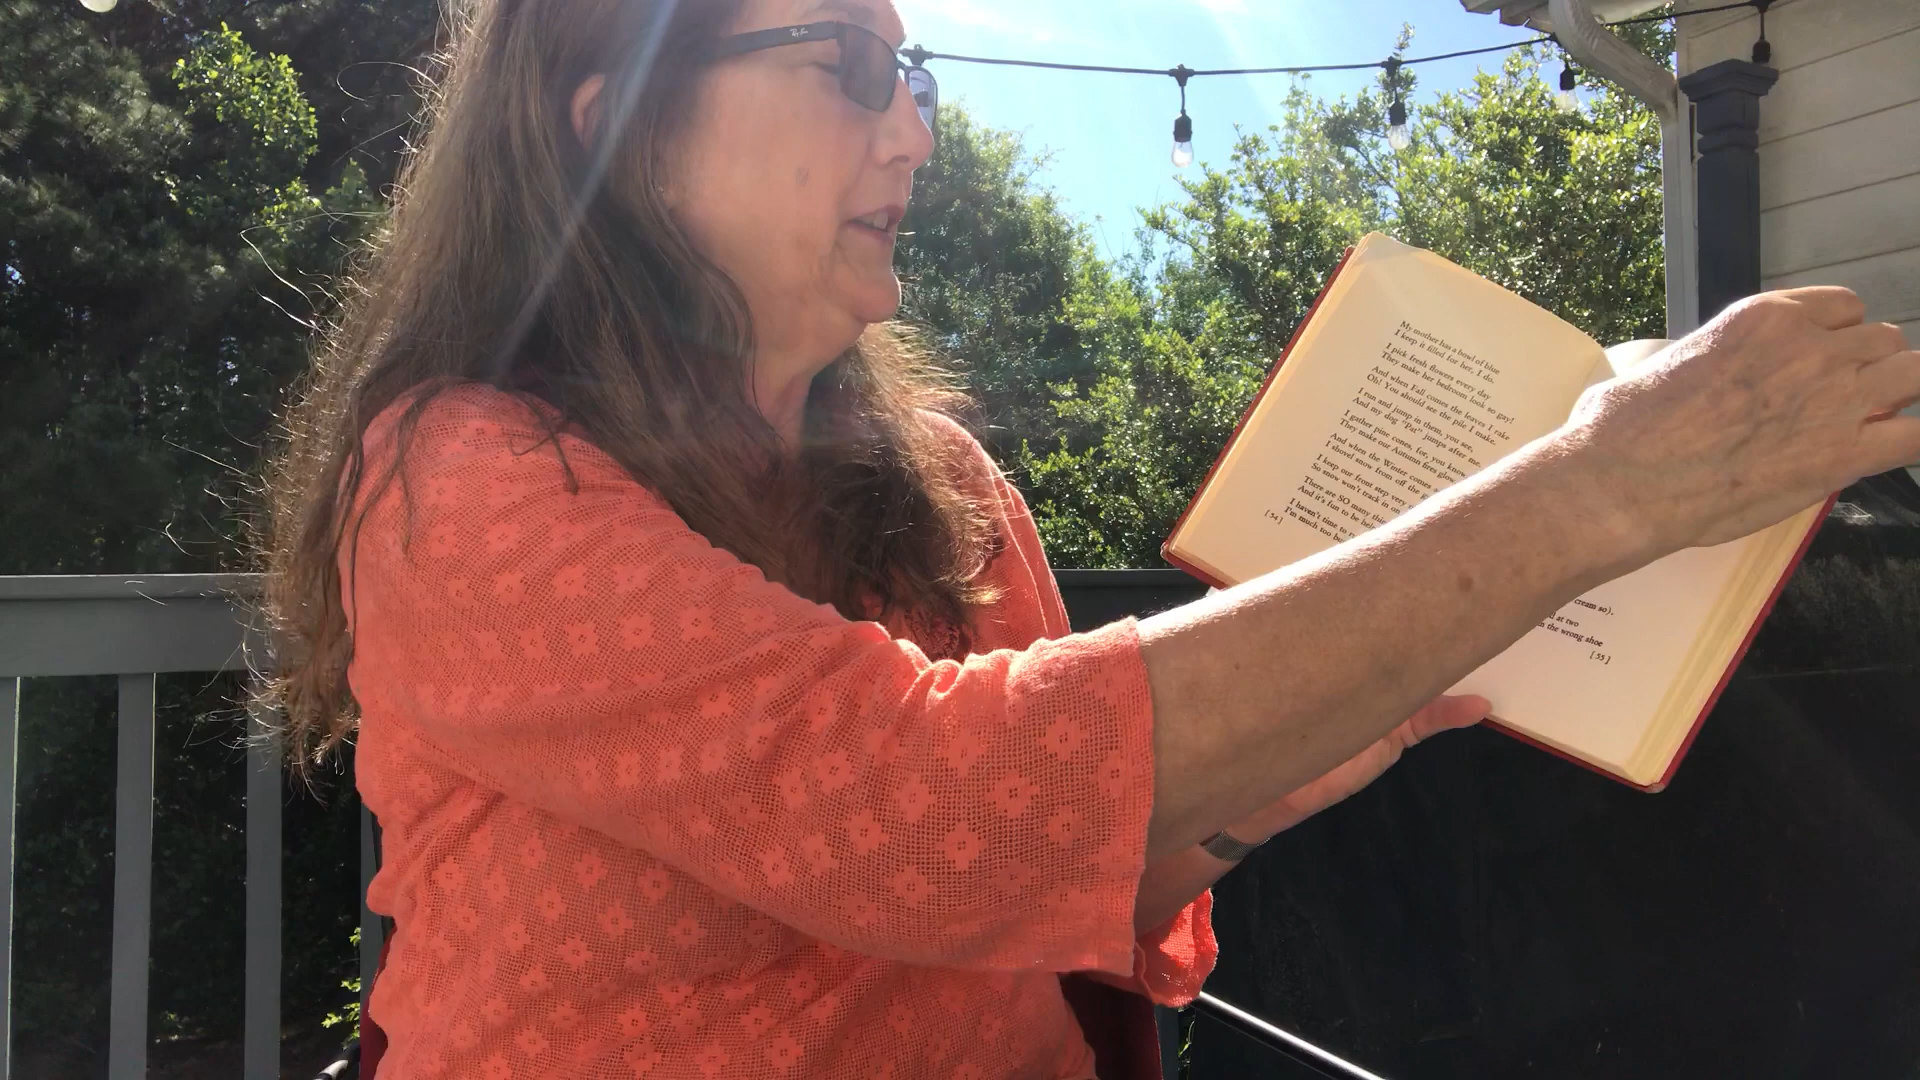 Ray-Ban
My mother has a bowl of blue
I keep it filled for her, I do.
I pick fresh flowers every day
They make her bedroom look so gay!
And when Fall comes the leaves I rake
Oh! You should see the pile I make.
I run and jump in them, you see,
And my dog "Pat" jumps after me.
I gather pine cones, for, you know
They make our Autumn fires glow
And when the Winter comes
I shovel snow from off the
I keep our front step very
So snow won't track in on
There are SO many
And it's fun to be
I haven't time to
I'm much too
[54]
cream so),
at two
the wrong shoe
[55]